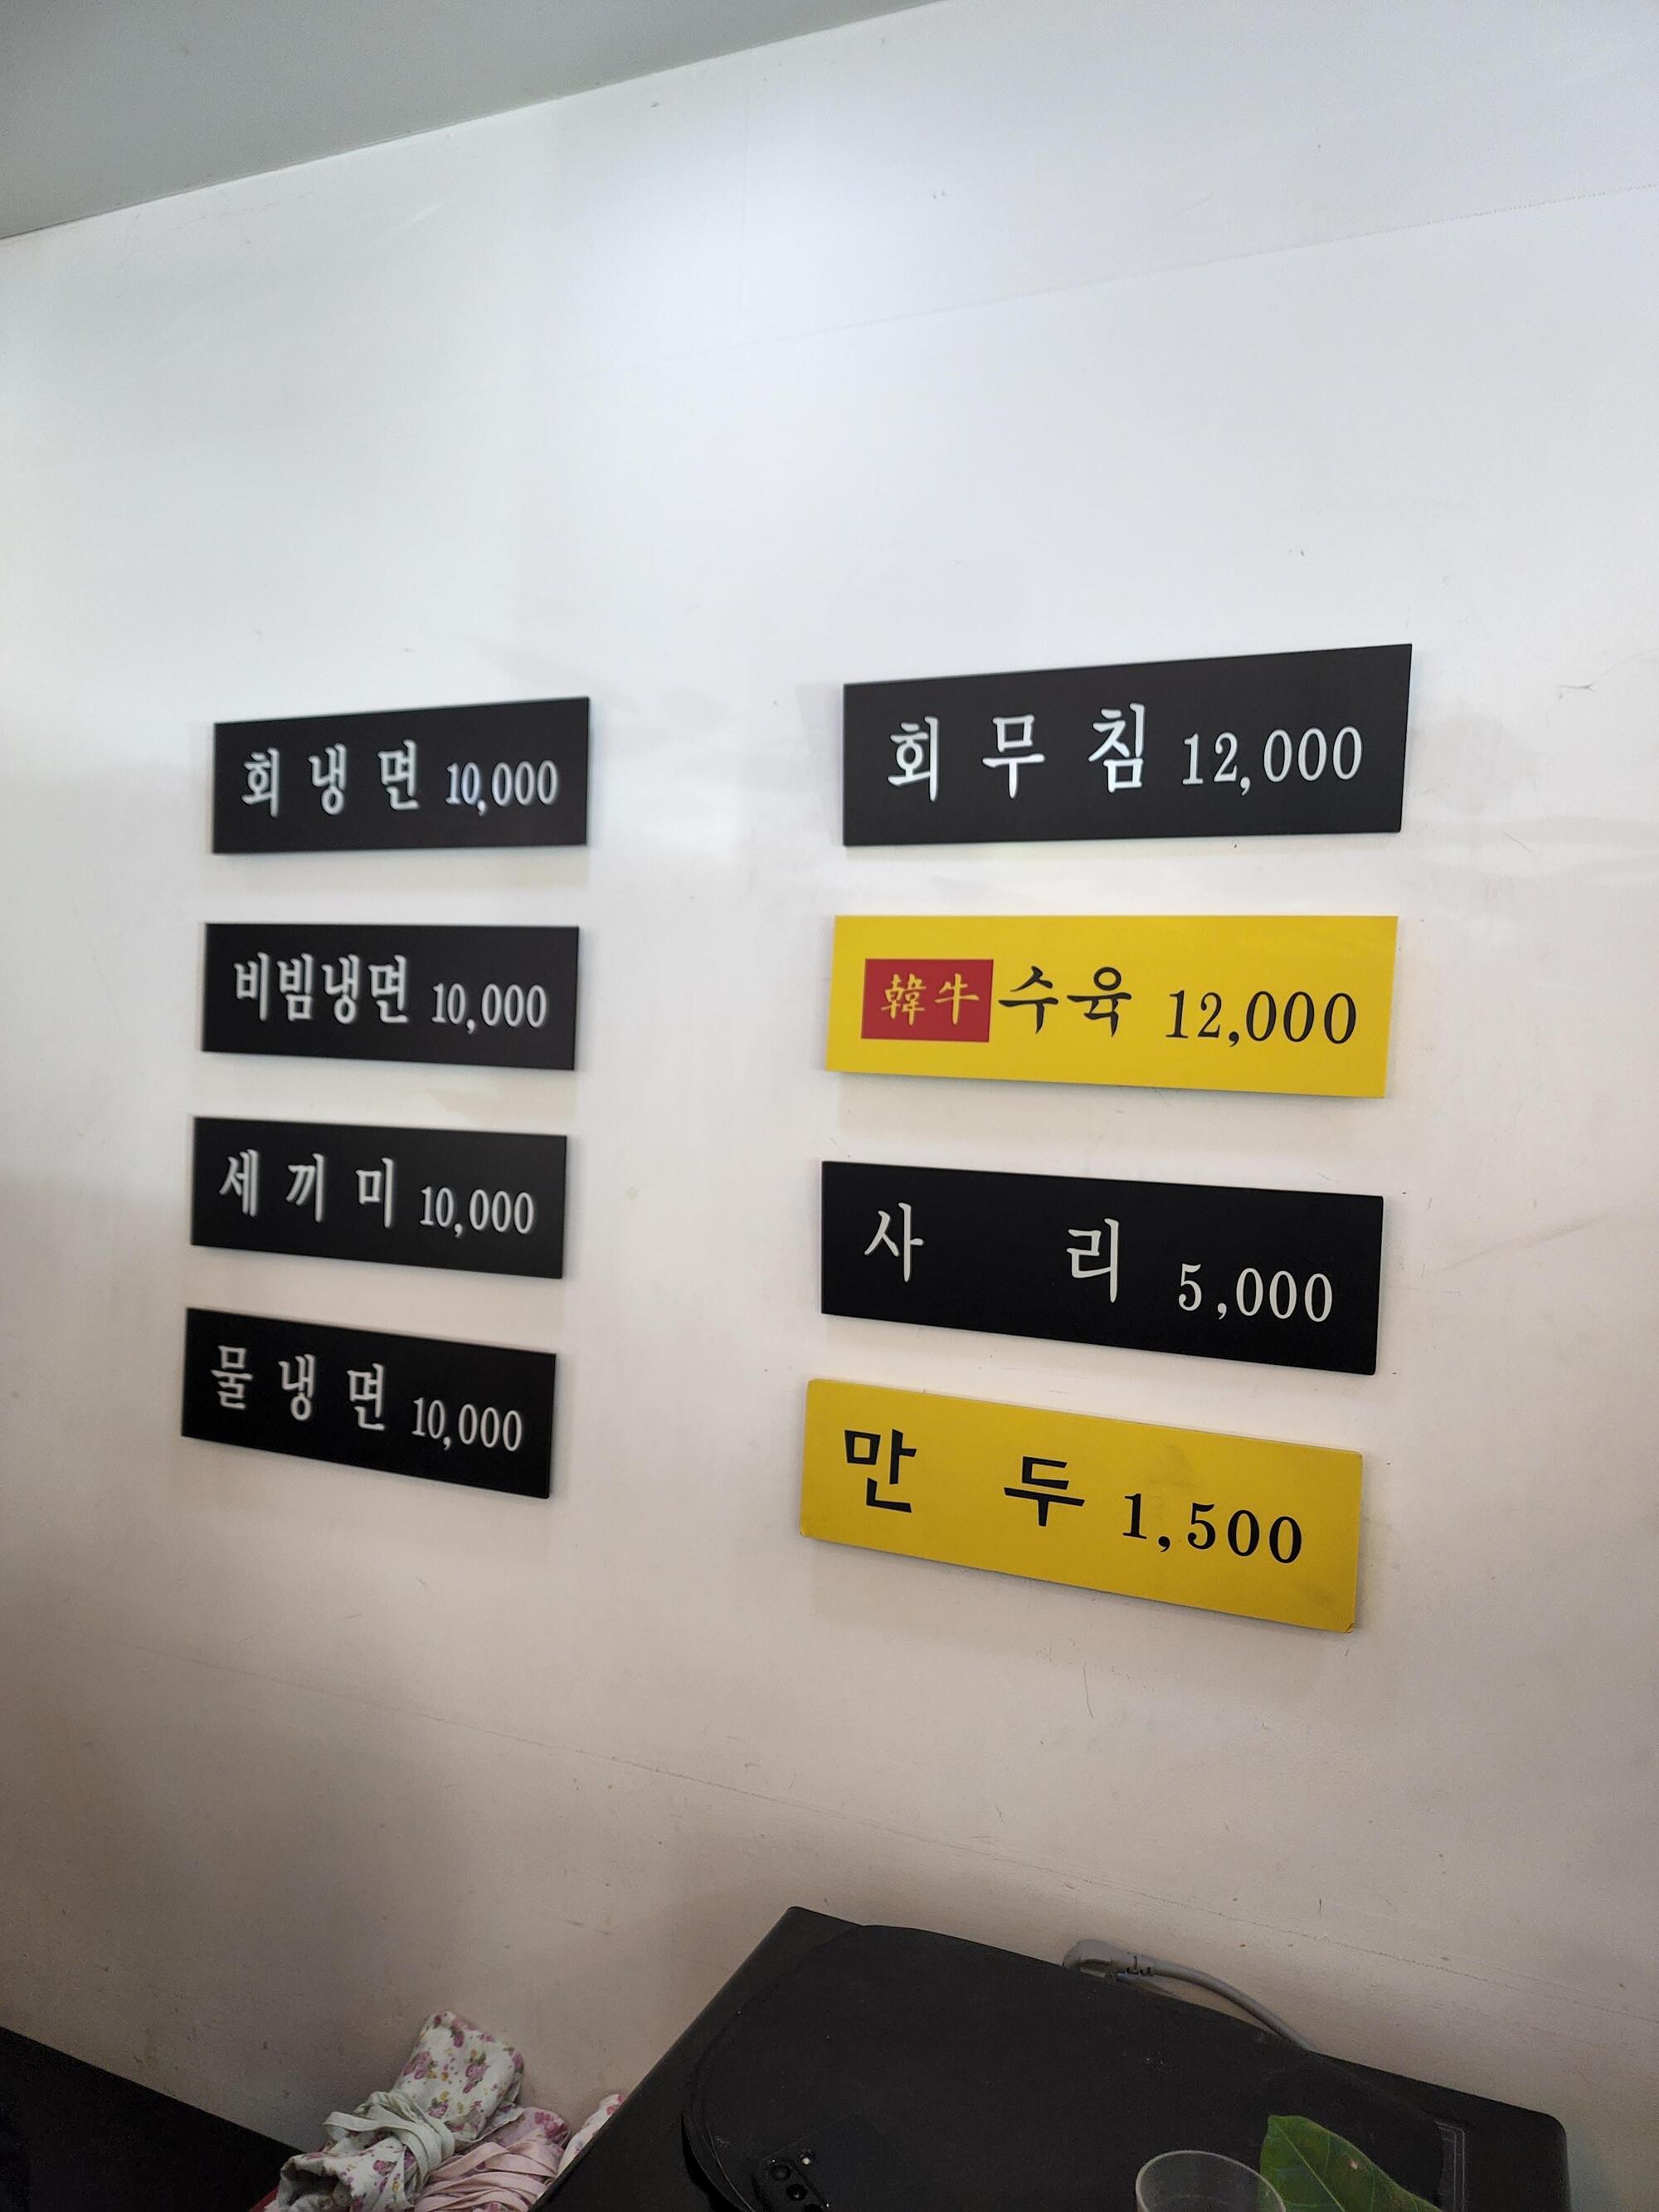 회 냉 면 10,000
비빔냉면 10,000
세 끼 미 10,000
물 냉 면 10,000
회 무 침 12,000
韓牛 수육 12,000
사 리 5,000
만 두 1,500